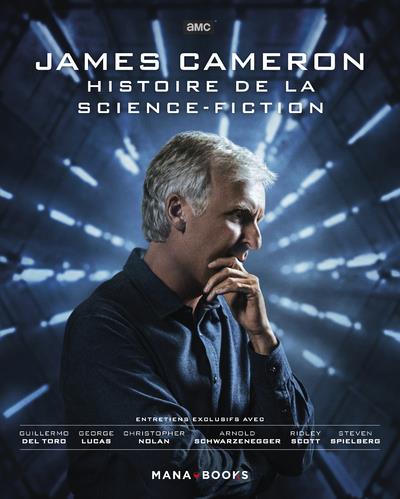 amc
JAMES CAMERON
HISTOIRE DE LA
SCIENCE-FICTION
ENTRETIENS EXCLUSIFS AVEC
GUILLERMO GEORGE CHRISTOPHER ARNOLD RIDLEY STEVEN
DEL TORO LUCAS NOLAN SCHWARZENEGGER SCOTT SPIELBERG
MANA BOOKS